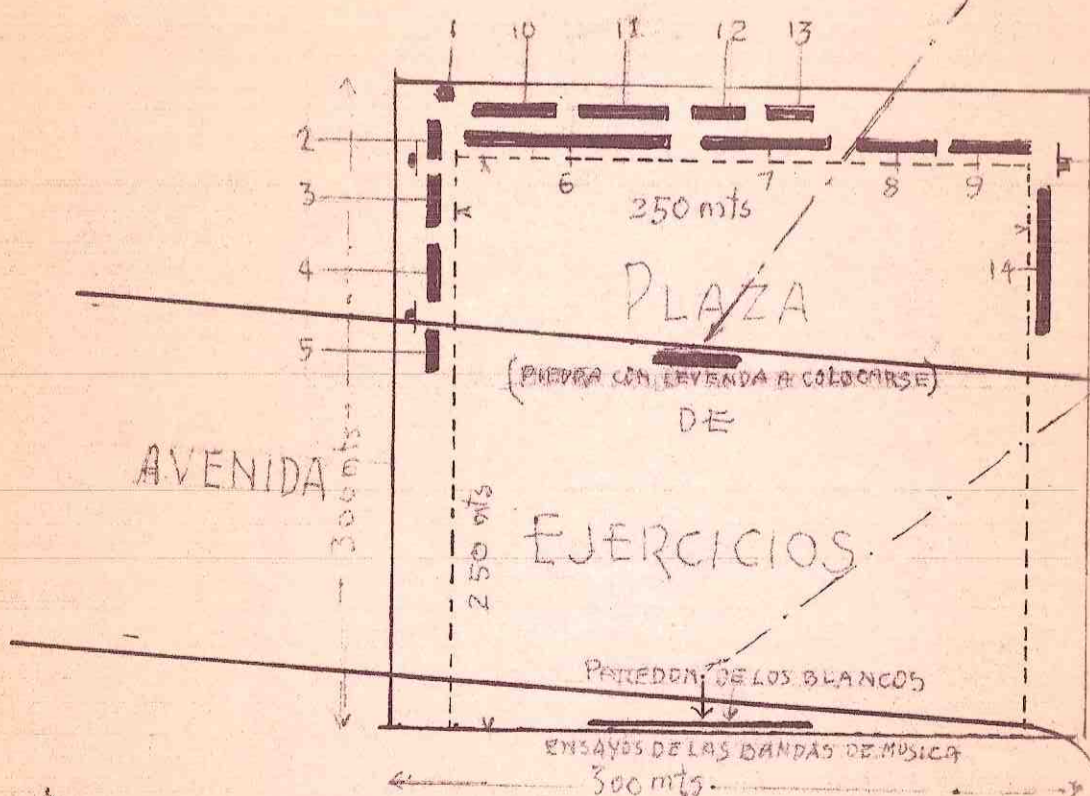 1 10 11 12 13
2
6 7 8 9
3
250 mts
4
14
PLAZA
5
(PIEDRA CON LEYENDA A COLOCARSE)
DE
AVENIDA
300 mts
250 mts
EJERCICIOS
PAREDON DE LOS BLANCOS
ENSAYOS DE LAS BANDAS DE MUSICA
300 mts.